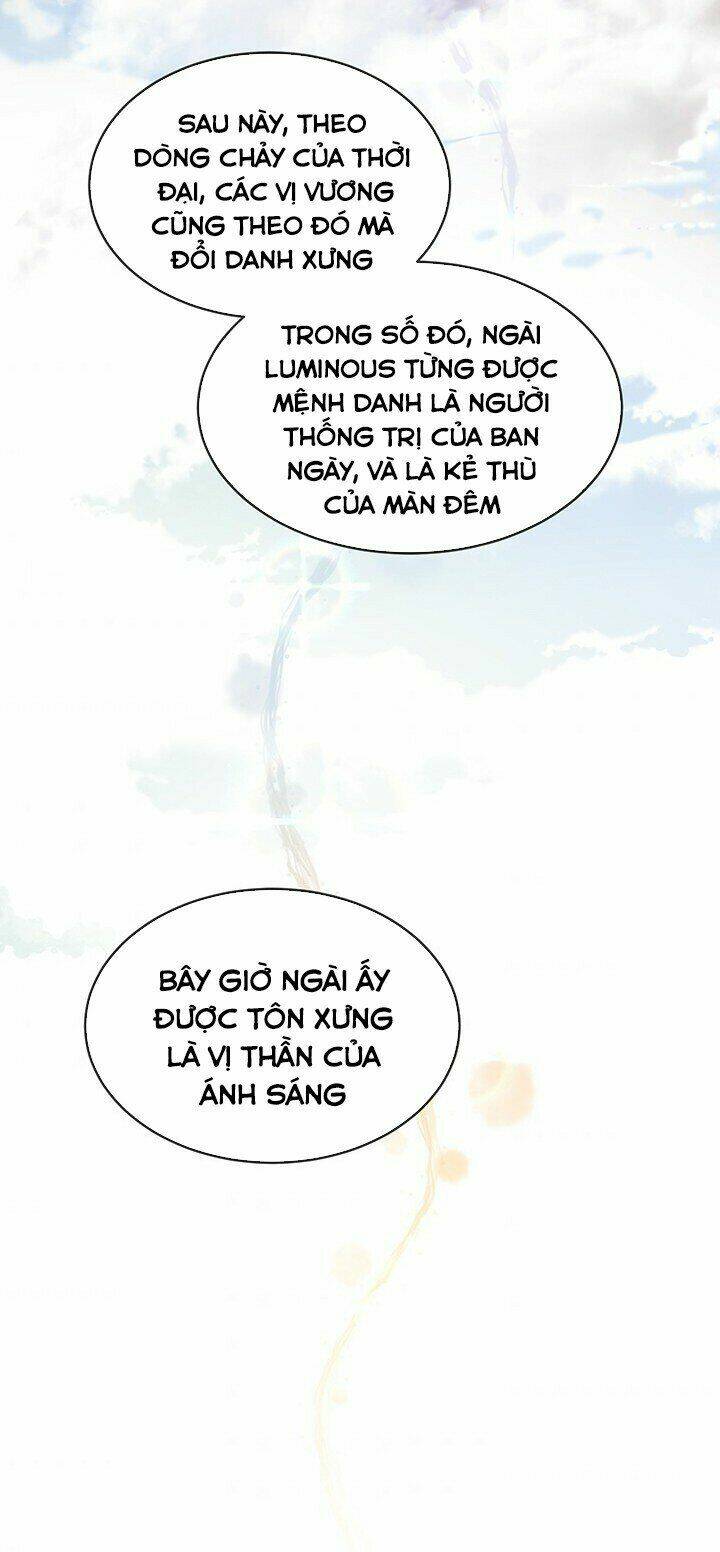 SAU NÀY, THEO
DÒNG CHẢY CỦA THỜI
ĐẠI, CÁC VỊ VƯƠNG
CŨNG THEO ĐÓ MÀ
ĐỔI DANH XƯNG
TRONG SỐ ĐÓ, NGÀI
LUMINOUS TỪNG ĐƯỢC
MỆNH DANH LÀ NGƯỜI
THỐNG TRỊ CỦA BAN
NGÀY, VÀ LÀ KẺ THÙ
CỦA MÀN ĐÊM
BÂY GIỜ NGÀI ẤY
ĐƯỢC TÔN XƯNG
LÀ VỊ THẦN CỦA
ÁNH SÁNG